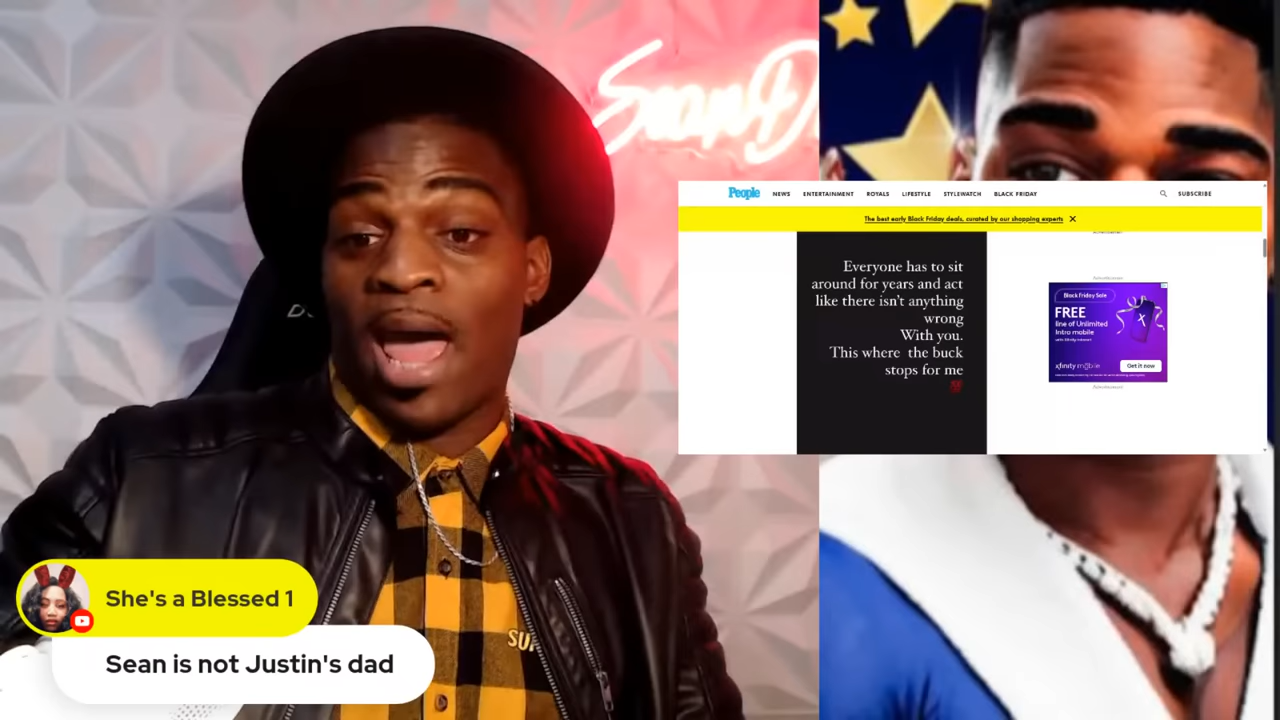 SeanD
People NEWS ENTERTAINMENT ROYALS LIFESTYLE STYLEWATCH BLACK FRIDAY SUBSCRIBE
The best early Black Friday deals, curated by our shopping experts
Everyone has to sit
around for years and act
like there isn't anything
wrong
With you.
This where the buck
stops for me
Black Friday Sale
FREE
line of Unlimited
Intro mobile
xfinity mobile
Get it now
SUP
She's a Blessed 1
Sean is not Justin's dad